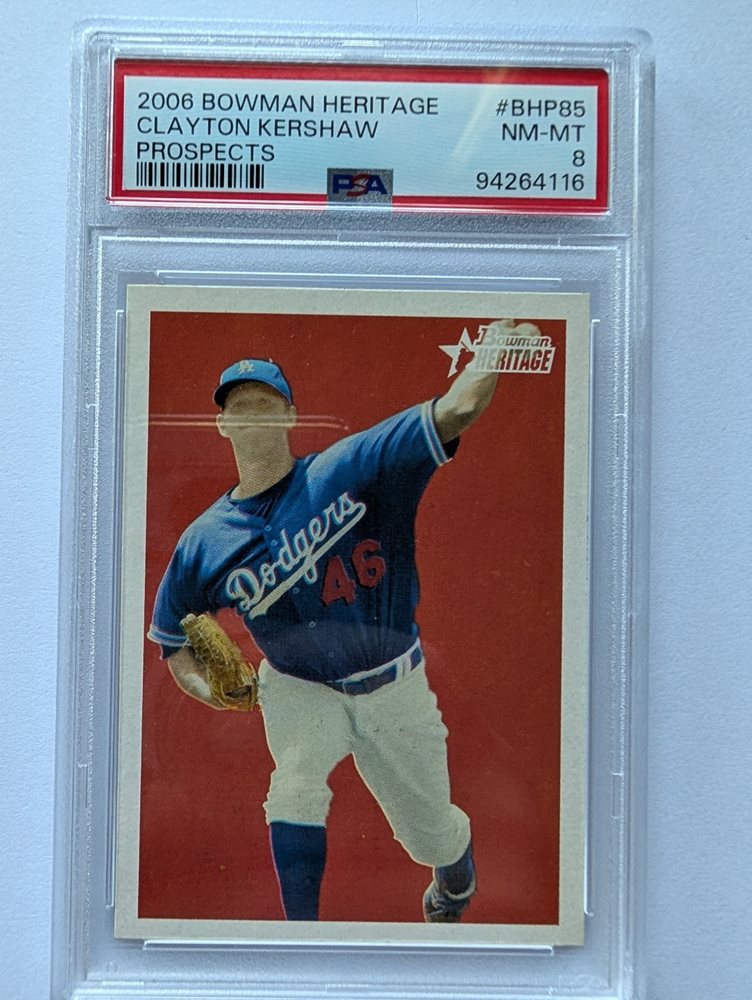 2006 BOWMAN HERITAGE #BHP85
CLAYTON KERSHAW NM-MT
PROSPECTS 8
PSA 94264116
Bowman
HERITAGE
LA
Dodgers
46